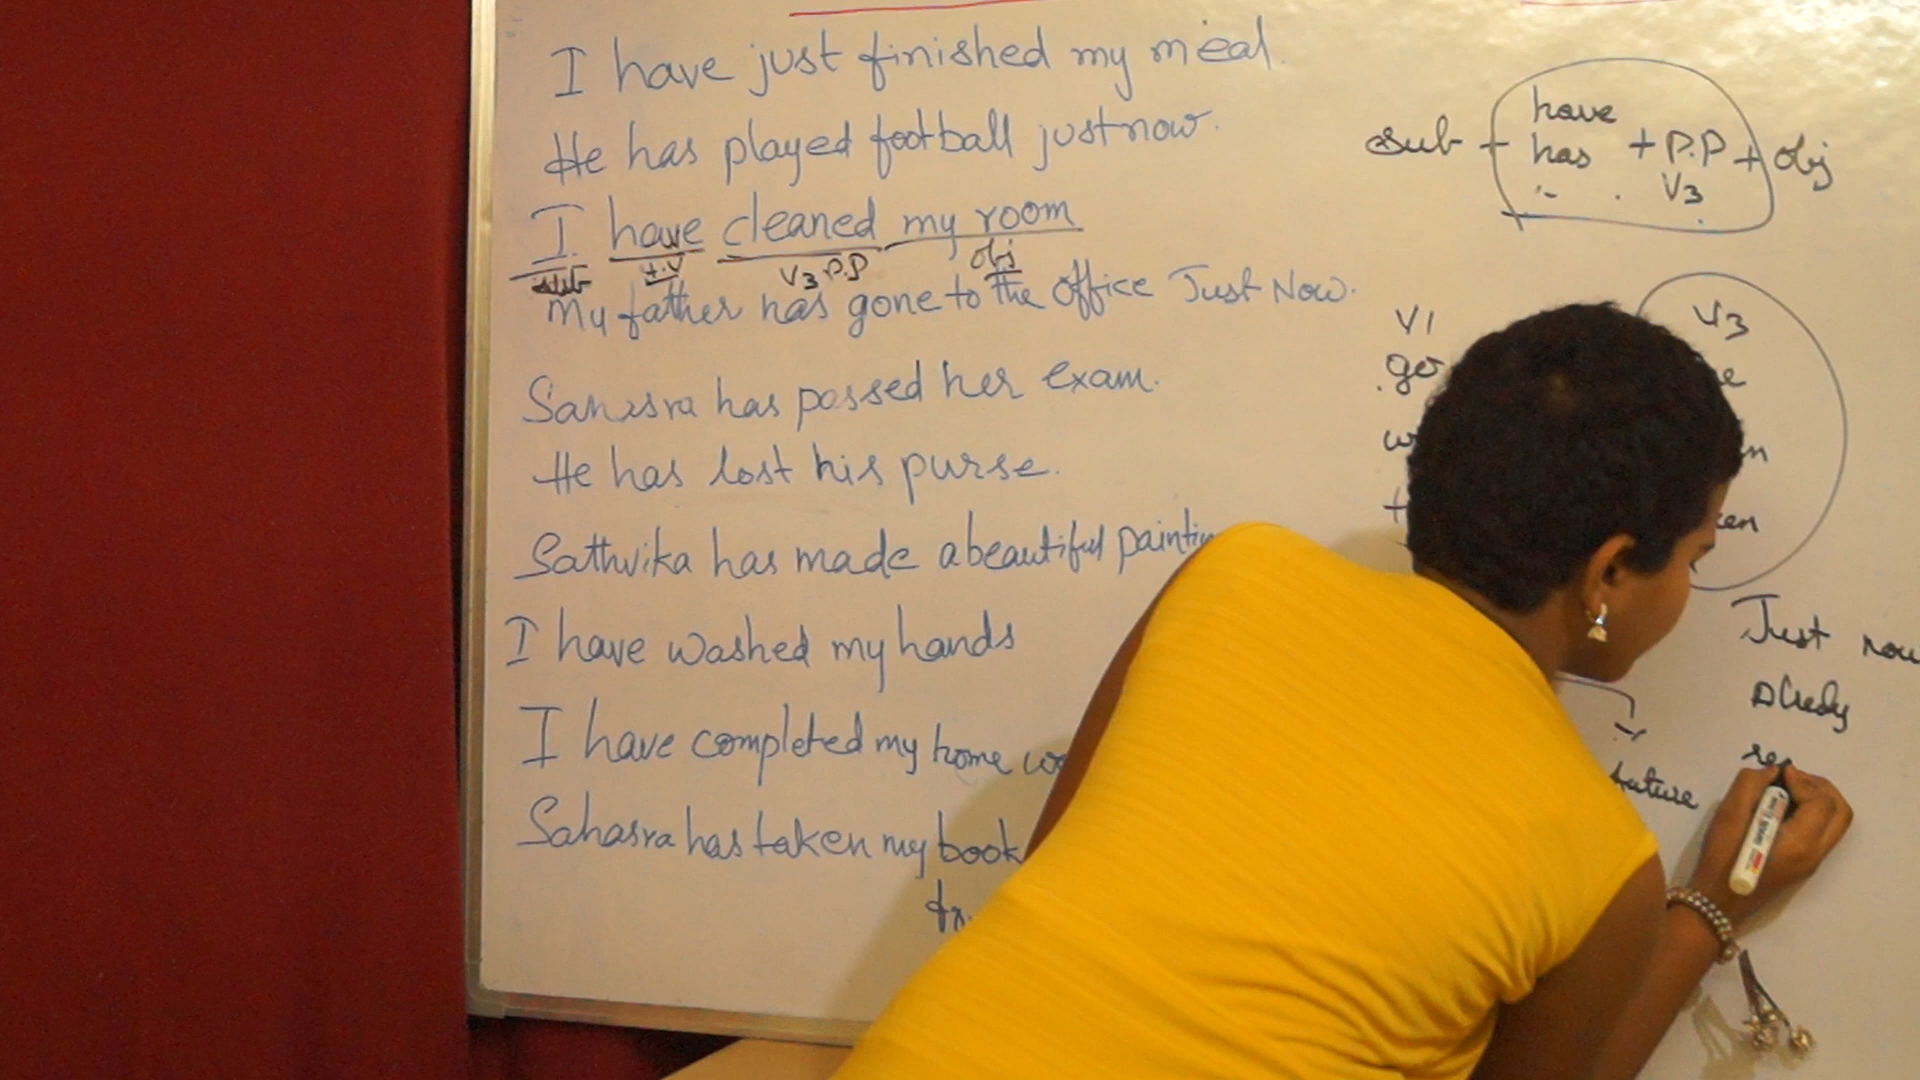 I have just finished my meal.
He has played football just now.
I have cleaned my room
sub H.V V3 P.P obj
My father has gone to the office Just Now.
Sahasra has passed her exam.
He has lost his purse.
Sathvika has made a beautiful paintin
I have washed my hands
I have completed my home wo
Sahasra has taken my book
sub + have has + P.P V3 + obj
V1 V3
go
Just now
future